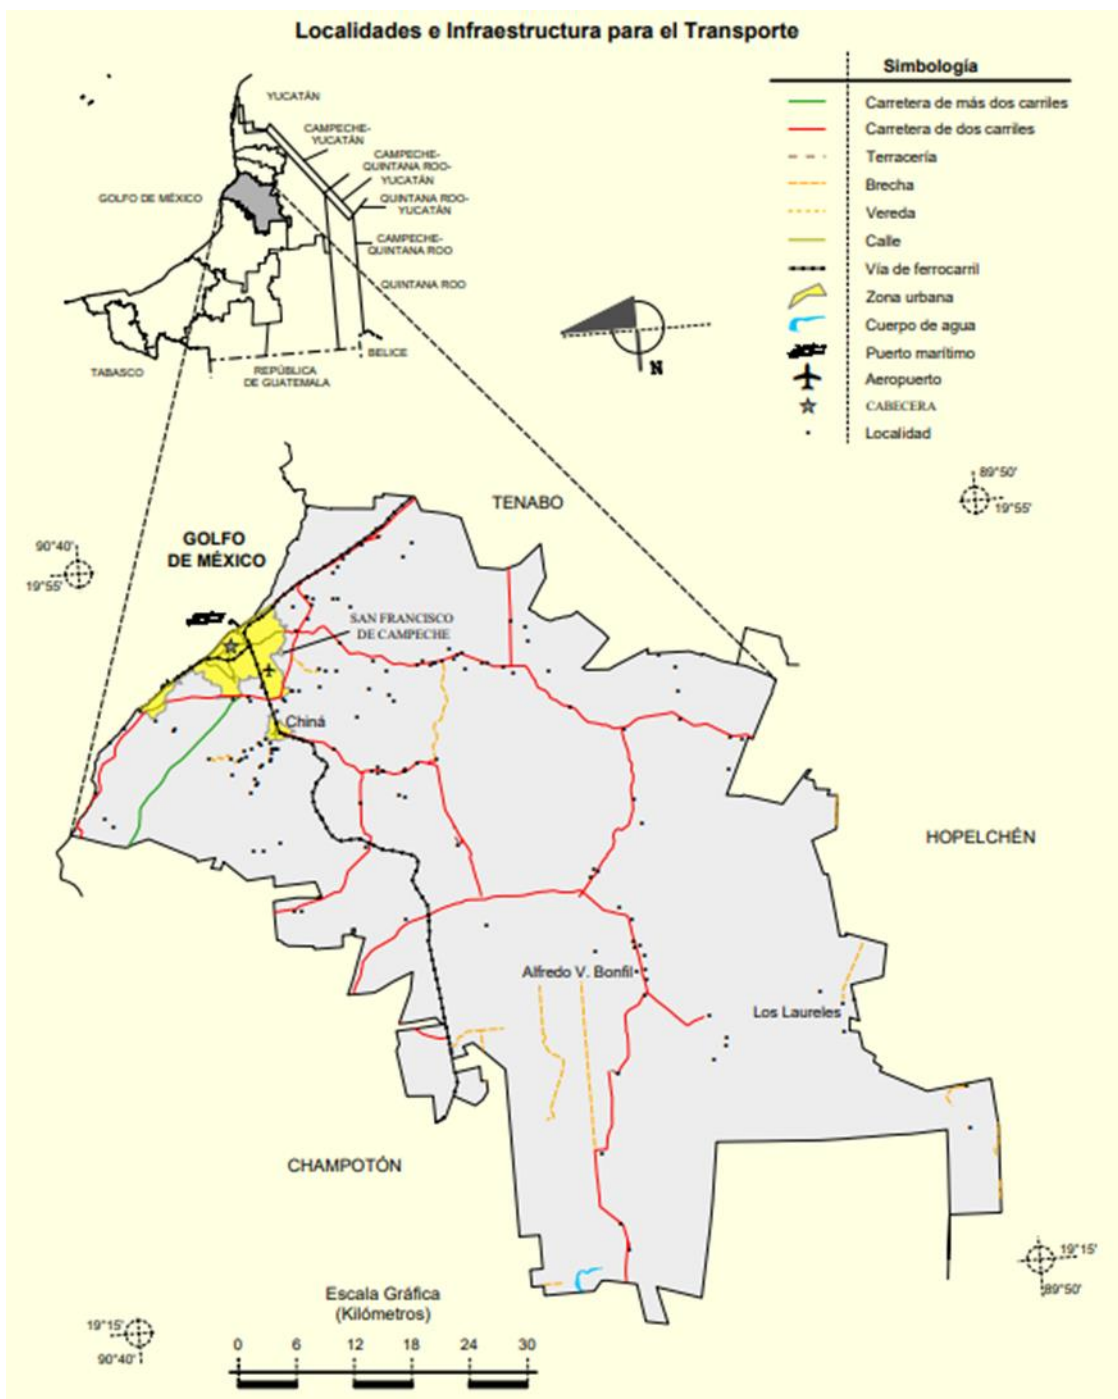 Localidades e Infraestructura para el Transporte
Simbología
Carretera de más dos carriles
Carretera de dos carriles
Terracería
Brecha
Vereda
Calle
Vía de ferrocarril
Zona urbana
Cuerpo de agua
Puerto marítimo
Aeropuerto
CABECERA
Localidad
YUCATÁN
CAMPECHE-
YUCATÁN
CAMPECHE-
QUINTANA ROO-
YUCATÁN
QUINTANA ROO-
YUCATÁN
GOLFO DE MÉXICO
CAMPECHE-
QUINTANA ROO
QUINTANA ROO
BELICE
TABASCO
REPÚBLICA
DE GUATEMALA
N
89°50'
19°55'
TENABO
GOLFO
DE MÉXICO
90°40'
19°55'
SAN FRANCISCO
DE CAMPECHE
Chiná
HOPELCHÉN
Alfredo V. Bonfil
Los Laureles
CHAMPOTÓN
19°15'
89°50'
Escala Gráfica
(Kilómetros)
0 6 12 18 24 30
19°15'
90°40'